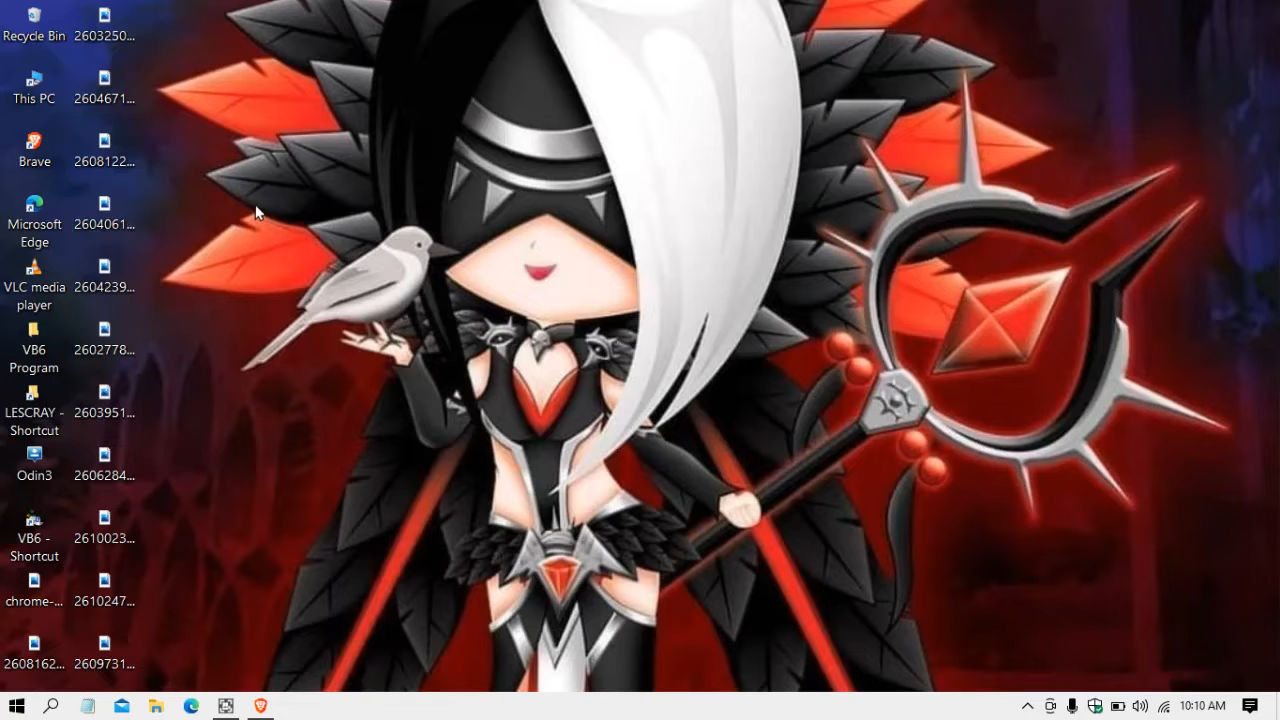 Recycle Bin
2603250...
This PC
2604671...
Brave
2608122...
Microsoft
Edge
2604061...
VLC media
player
2604239...
VB6
Program
2602778...
LESCRAY -
Shortcut
2603951...
Odin3
2606284...
VB6 -
Shortcut
2610023...
chrome-...
2610247...
2608162...
2609731...
10:10 AM